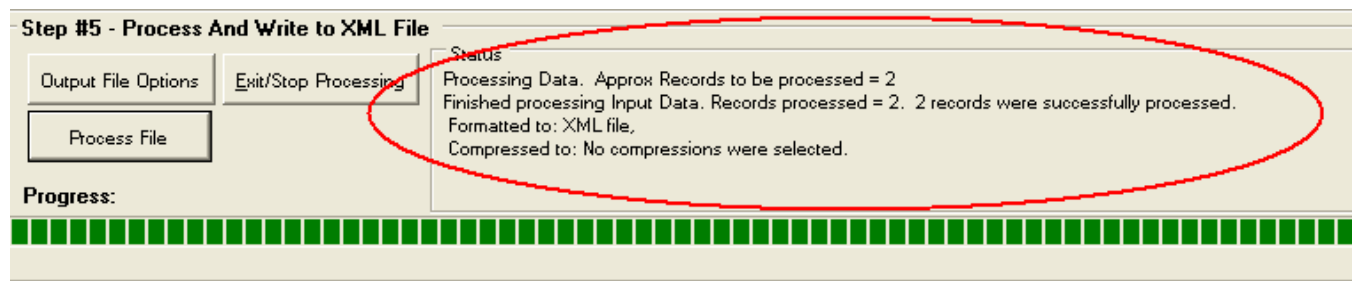 Step #5 - Process And Write to XML File
Output File Options
Exit/Stop Processing
Process File
Status
Processing Data. Approx Records to be processed = 2
Finished processing Input Data. Records processed = 2. 2 records were successfully processed.
Formatted to: XML file,
Compressed to: No compressions were selected.
Progress: